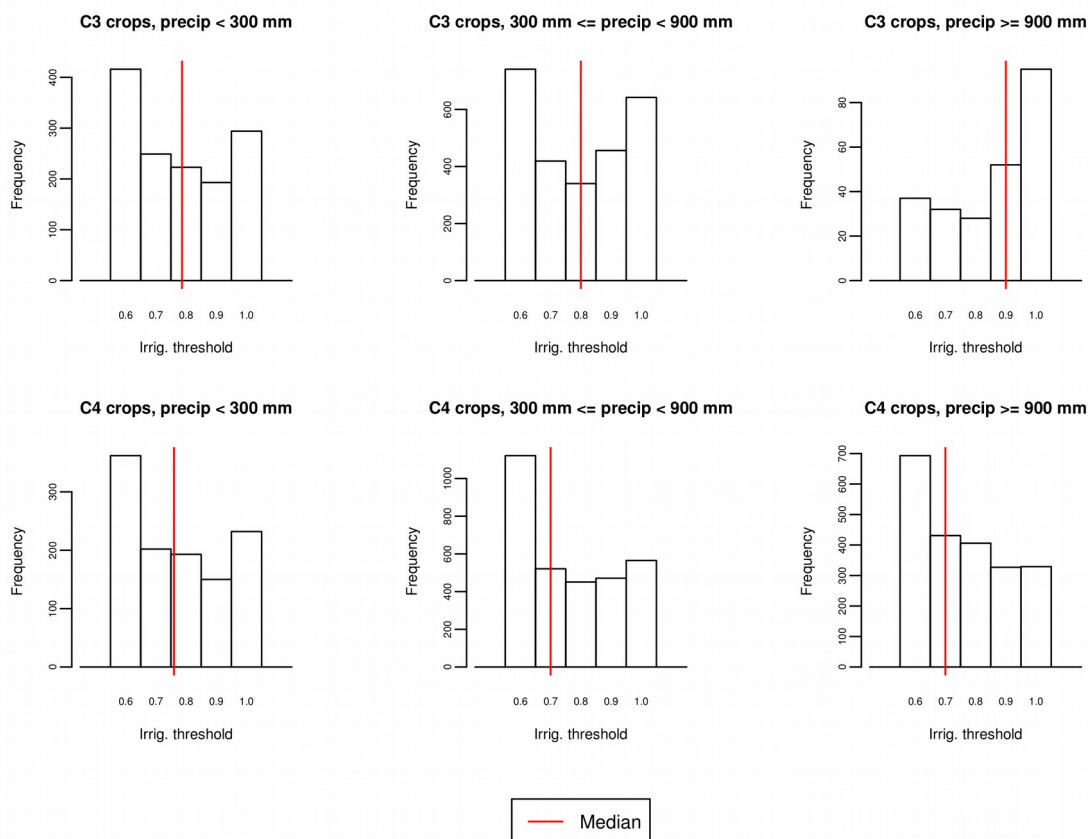 C3 crops, precip < 300 mm
Frequency
400
300
200
100
0
0.6 0.7 0.8 0.9 1.0
Irrig. threshold
C3 crops, 300 mm <= precip < 900 mm
Frequency
600
400
200
0
0.6 0.7 0.8 0.9 1.0
Irrig. threshold
C3 crops, precip >= 900 mm
Frequency
80
60
40
20
0
0.6 0.7 0.8 0.9 1.0
Irrig. threshold
C4 crops, precip < 300 mm
Frequency
300
200
100
0
0.6 0.7 0.8 0.9 1.0
Irrig. threshold
C4 crops, 300 mm <= precip < 900 mm
Frequency
1000
800
600
400
200
0
0.6 0.7 0.8 0.9 1.0
Irrig. threshold
C4 crops, precip >= 900 mm
Frequency
700
600
500
400
300
200
100
0
0.6 0.7 0.8 0.9 1.0
Irrig. threshold
Median